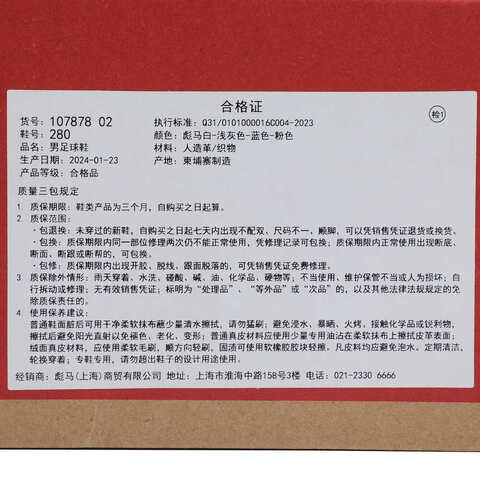 合格证
货号: 107878 02
执行标准: Q31/0101000016C004-2023
检1
鞋号: 280
颜色: 彪马白-浅灰色-蓝色-粉色
品名: 男足球鞋
材料: 人造革/织物
生产日期: 2024-01-23
产地: 柬埔寨制造
产品等级: 合格品
质量三包规定
1. 质保期限: 鞋类产品为三个月, 自购买之日起算。
2. 质保范围:
·包退换: 未穿过的新鞋, 自购买之日起七天内出现不配双、尺码不一、顺脚, 可以凭销售凭证退货或换货。
·包换: 质保期限内同一部位修理两次仍不能正常使用, 凭修理记录可包换; 质保期限内正常使用出现断底、
断面、断跟或断帮的, 可包换。
·包修: 质保期限内出现开胶、脱线、跟面脱落的, 可凭销售凭证免费修理。
3. 质保除外情形: 雨天穿着、水洗、碰酸、碱、油、化学品、硬物等; 不当使用、维护保管不当或人为损坏; 自
行拆动或修理; 无有效销售凭证; 标明为“处理品”、“等外品”或“次品”的, 以及其他法律法规规定的免
除质保责任的。
4. 使用保养建议:
普通鞋面脏后可用干净柔软抹布蘸少量清水擦拭, 请勿猛刷; 避免浸水、暴晒、火烤、接触化学品或锐利物,
擦拭后避免阳光直射以免褪色、老化、变形; 普通真皮材料应使用少量专用油沾在柔软抹布上擦拭皮革表面;
绒面真皮材料, 应使用柔软毛刷, 顺方向轻刷, 固渍可使用软橡胶胶块轻擦。凡皮料均应避免泡水。定期清洁,
轮换穿着; 专鞋专用, 请勿超出鞋子的设计用途使用。
经销商: 彪马(上海)商贸有限公司 地址: 上海市淮海中路158号3楼 电话: 021-2330 6666